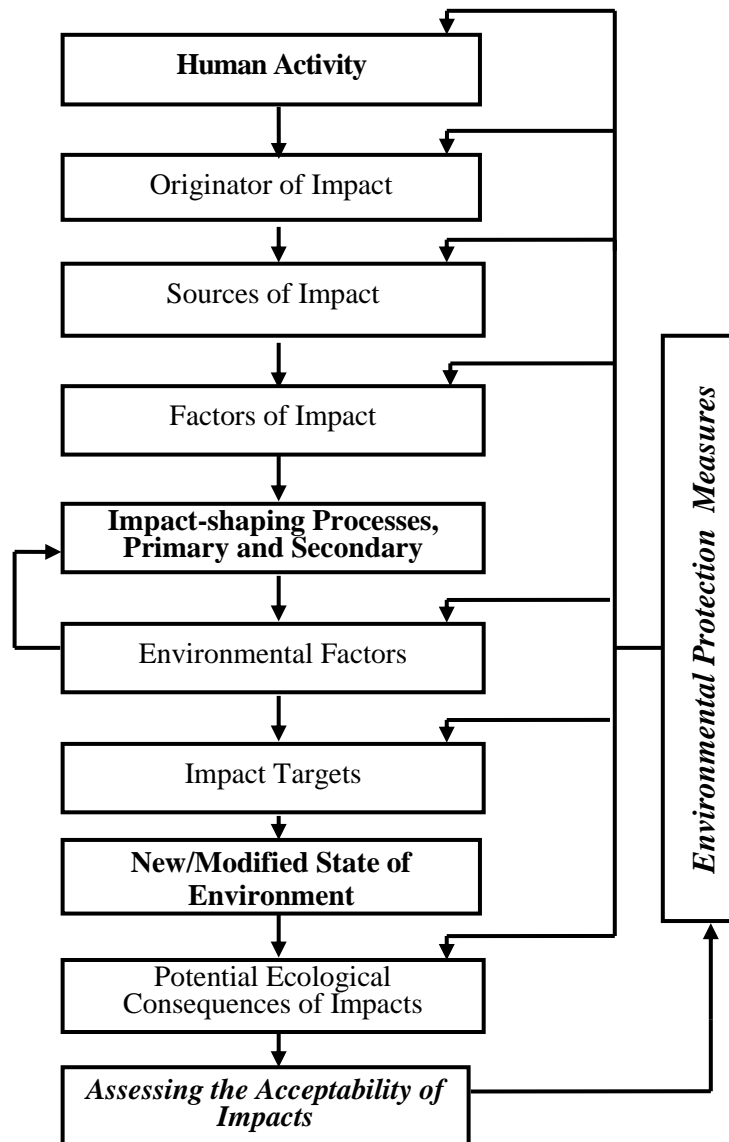 Human Activity
Originator of Impact
Sources of Impact
Factors of Impact
Impact-shaping Processes,
Primary and Secondary
Environmental Factors
Impact Targets
New/Modified State of
Environment
Potential Ecological
Consequences of Impacts
Assessing the Acceptability of
Impacts
Environmental Protection Measures